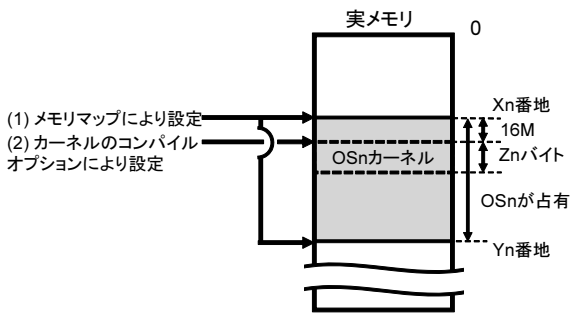 実メモリ
0
Xn番地
(1) メモリマップにより設定
16M
(2) カーネルのコンパイル
オプションにより設定
OSnカーネル
Znバイト
OSnが占有
Yn番地